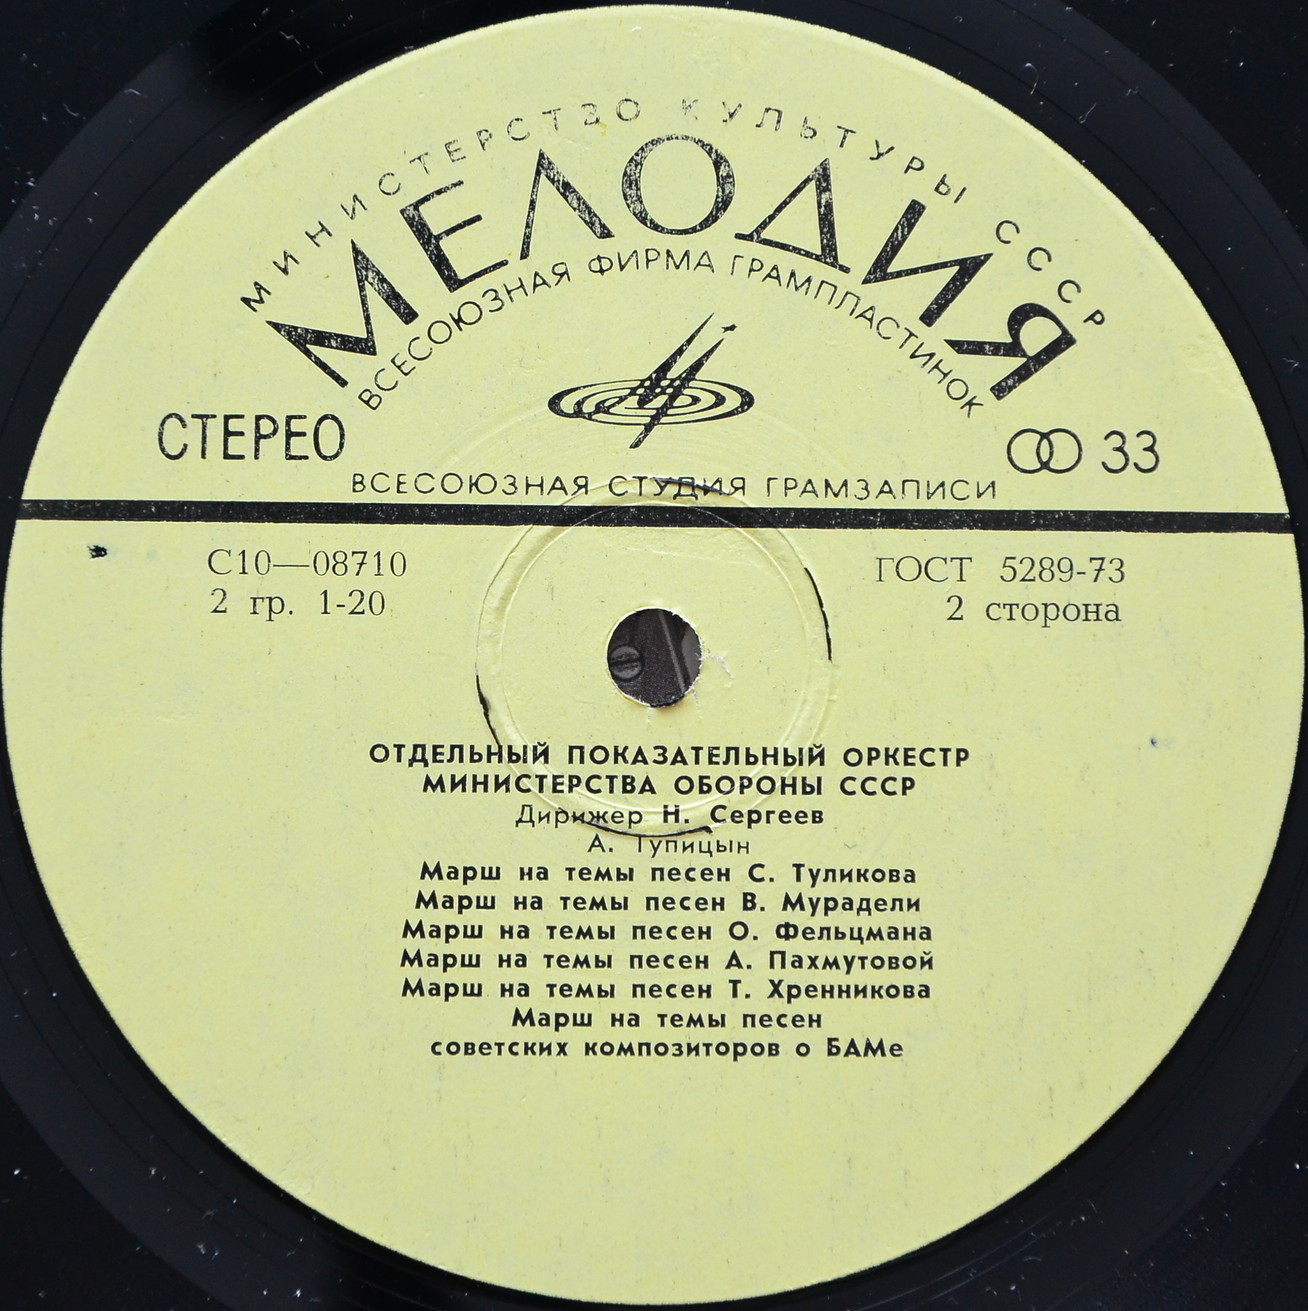 МИНИСТЕРСТВО КУЛЬТУРЫ СССР
МЕЛОДИЯ
ВСЕСОЮЗНАЯ ФИРМА ГРАМПЛАСТИНОК
СТЕРЕО
33
ВСЕСОЮЗНАЯ СТУДИЯ ГРАМЗАПИСИ
С10—08710
ГОСТ 5289-73
2 гр. 1-20
2 сторона
ОТДЕЛЬНЫЙ ПОКАЗАТЕЛЬНЫЙ ОРКЕСТР
МИНИСТЕРСТВА ОБОРОНЫ СССР
Дирижер Н. Сергеев
А. Тупицын
Марш на темы песен С. Туликова
Марш на темы песен В. Мурадели
Марш на темы песен О. Фельцмана
Марш на темы песен А. Пахмутовой
Марш на темы песен Т. Хренникова
Марш на темы песен
советских композиторов о БАМе